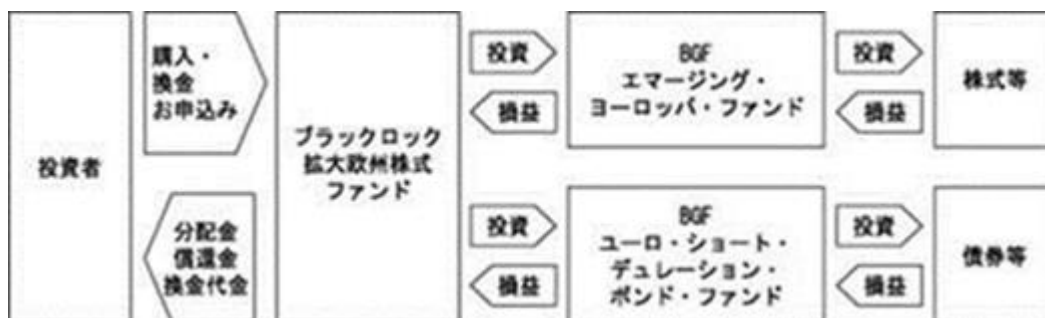 投資者
購入・
換金
お申込み
分配金
償還金
換金代金
ブラックロック
拡大欧州株式
ファンド
投資
損益
BGF
エマージング・
ヨーロッパ・ファンド
投資
損益
株式等
投資
損益
BGF
ユーロ・ショート・
デュレーション・
ボンド・ファンド
投資
損益
債券等